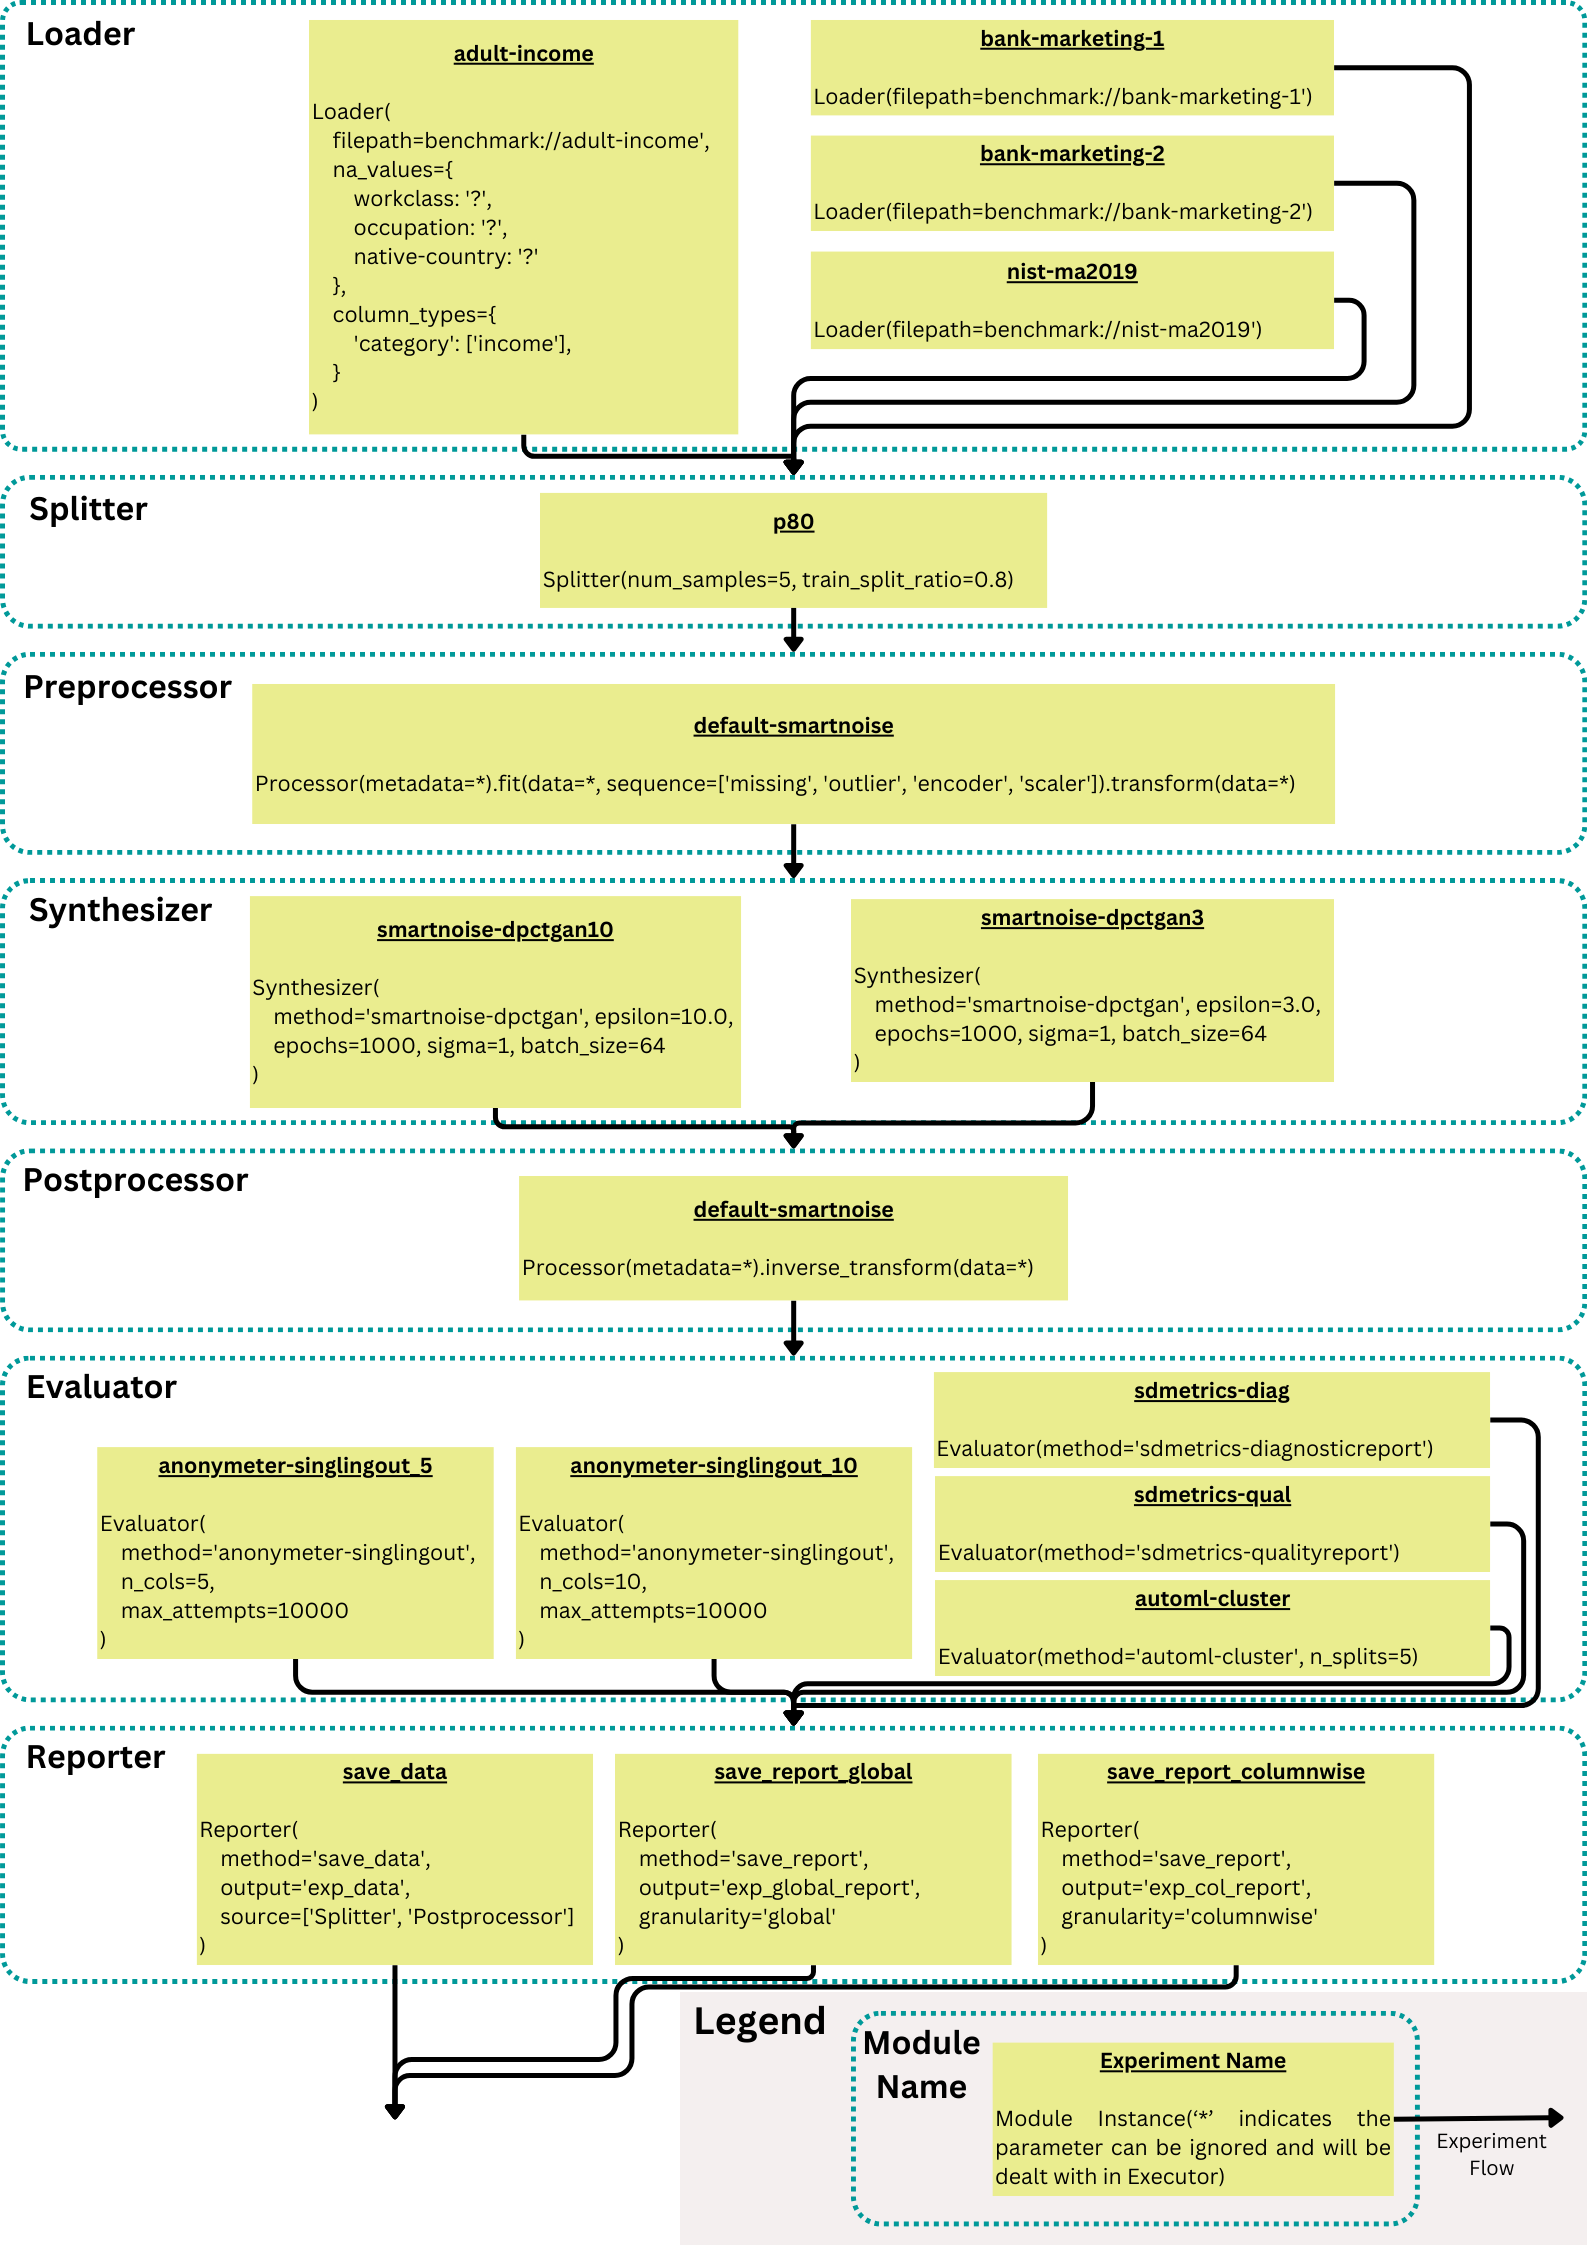 Loader
adult-income
Loader(
filepath=benchmark://adult-income',
na_values={
workclass: '?',
occupation: '?',
native-country: '?'
},
column_types={
'category': ['income'],
}
)
bank-marketing-1
Loader(filepath=benchmark://bank-marketing-1')
bank-marketing-2
Loader(filepath=benchmark://bank-marketing-2')
nist-ma2019
Loader(filepath=benchmark://nist-ma2019')
Splitter
p80
Splitter(num_samples=5, train_split_ratio=0.8)
Preprocessor
default-smartnoise
Processor(metadata=*).fit(data=*, sequence=['missing', 'outlier', 'encoder', 'scaler']).transform(data=*)
Synthesizer
smartnoise-dpctgan10
Synthesizer(
method='smartnoise-dpctgan', epsilon=10.0,
epochs=1000, sigma=1, batch_size=64
)
smartnoise-dpctgan3
Synthesizer(
method='smartnoise-dpctgan', epsilon=3.0,
epochs=1000, sigma=1, batch_size=64
)
Postprocessor
default-smartnoise
Processor(metadata=*).inverse_transform(data=*)
Evaluator
anonymeter-singlingout_5
Evaluator(
method='anonymeter-singlingout',
n_cols=5,
max_attempts=10000
)
anonymeter-singlingout_10
Evaluator(
method='anonymeter-singlingout',
n_cols=10,
max_attempts=10000
)
sdmetrics-diag
Evaluator(method='sdmetrics-diagnosticreport')
sdmetrics-qual
Evaluator(method='sdmetrics-qualityreport')
automl-cluster
Evaluator(method='automl-cluster', n_splits=5)
Reporter
save_data
Reporter(
method='save_data',
output='exp_data',
source=['Splitter', 'Postprocessor']
)
save_report_global
Reporter(
method='save_report',
output='exp_global_report',
granularity='global'
)
save_report_columnwise
Reporter(
method='save_report',
output='exp_col_report',
granularity='columnwise'
)
Legend
Module
Name
Experiment Name
Module Instance(‘*’ indicates the
parameter can be ignored and will be
dealt with in Executor)
Experiment
Flow